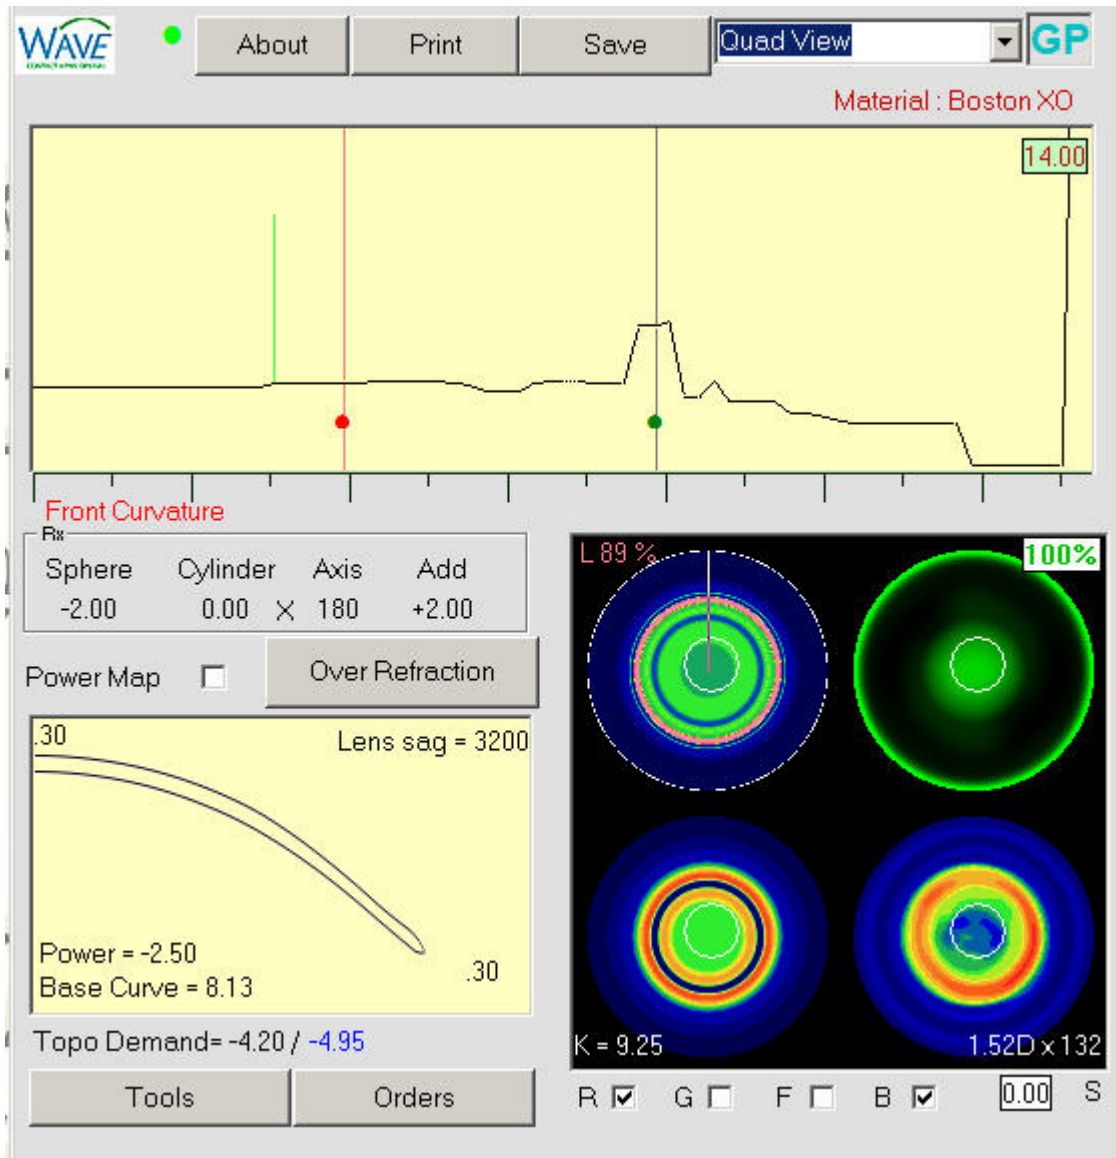 WAVE
About Print Save Quad View GP
Material : Boston XO
14.00
Front Curvature
Rx
Sphere Cylinder Axis Add
-2.00 0.00 X 180 +2.00
Power Map Over Refraction
.30 Lens sag = 3200
Power = -2.50
Base Curve = 8.13
.30
Topo Demand= -4.20 / -4.95
Tools Orders
L 89 % 100%
K = 9.25 1.52D x 132
R G F B 0.00 S